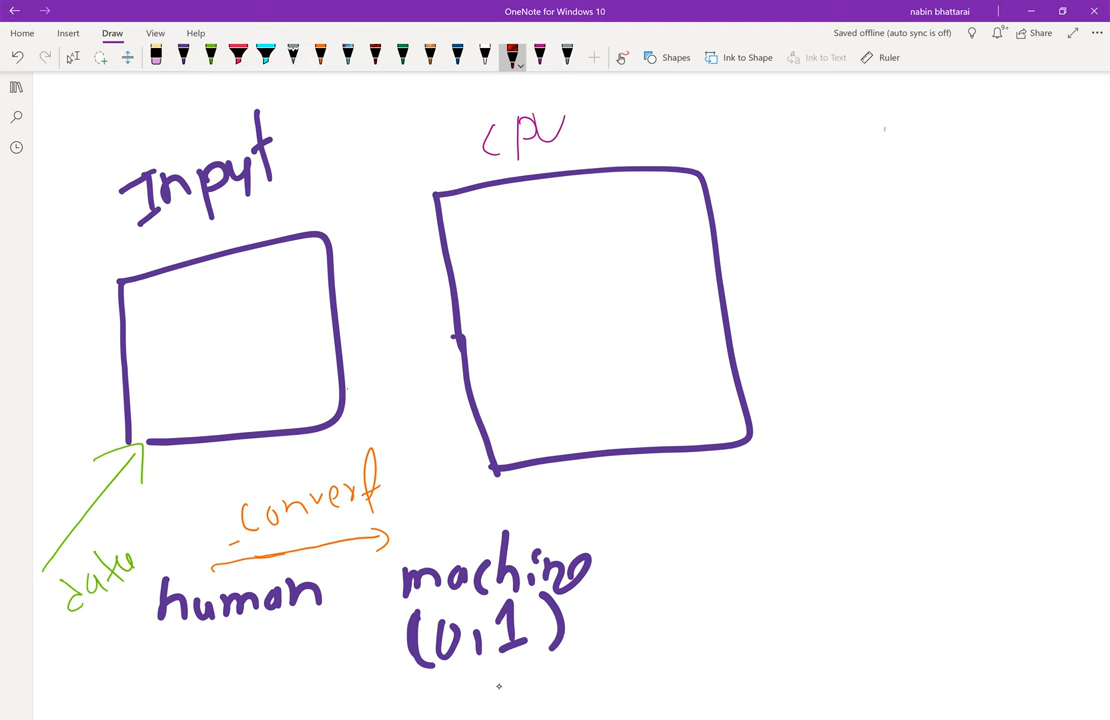 OneNote for Windows 10
nabin bhattarai
Home Insert Draw View Help
Saved offline (auto sync is off)
9+
Share
Shapes
Ink to Shape
Ink to Text
Ruler
Input
CPU
Convert
data
human
machine
(0,1)